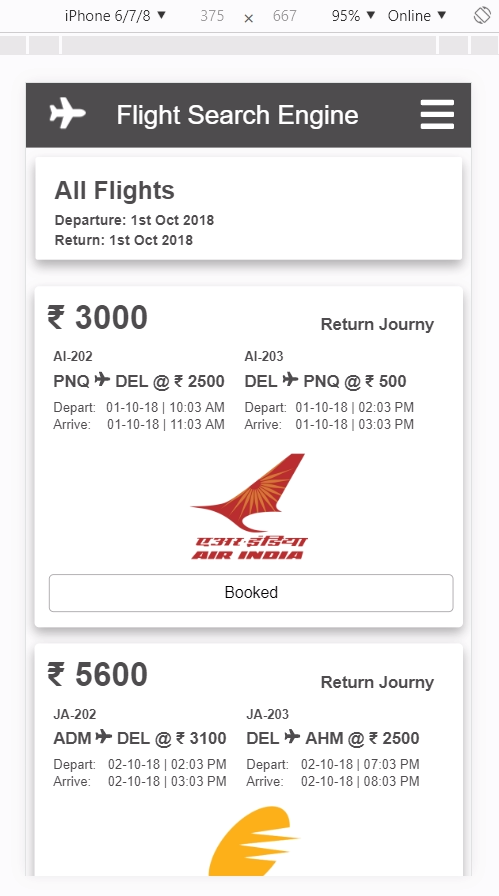 iPhone 6/7/8 ▼ 375 × 667 95% ▼ Online ▼
Flight Search Engine
All Flights
Departure: 1st Oct 2018
Return: 1st Oct 2018
₹ 3000
Return Journy
AI-202 AI-203
PNQ ✈ DEL @ ₹ 2500 DEL ✈ PNQ @ ₹ 500
Depart: 01-10-18 | 10:03 AM Depart: 01-10-18 | 02:03 PM
Arrive: 01-10-18 | 11:03 AM Arrive: 01-10-18 | 03:03 PM
एअर इंडिया
AIR INDIA
Booked
₹ 5600
Return Journy
JA-202 JA-203
ADM ✈ DEL @ ₹ 3100 DEL ✈ AHM @ ₹ 2500
Depart: 02-10-18 | 02:03 PM Depart: 02-10-18 | 07:03 PM
Arrive: 02-10-18 | 03:03 PM Arrive: 02-10-18 | 08:03 PM